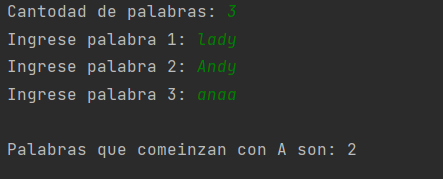 Cantodad de palabras: 3
Ingrese palabra 1: lady
Ingrese palabra 2: Andy
Ingrese palabra 3: anaa
Palabras que comeinzan con A son: 2